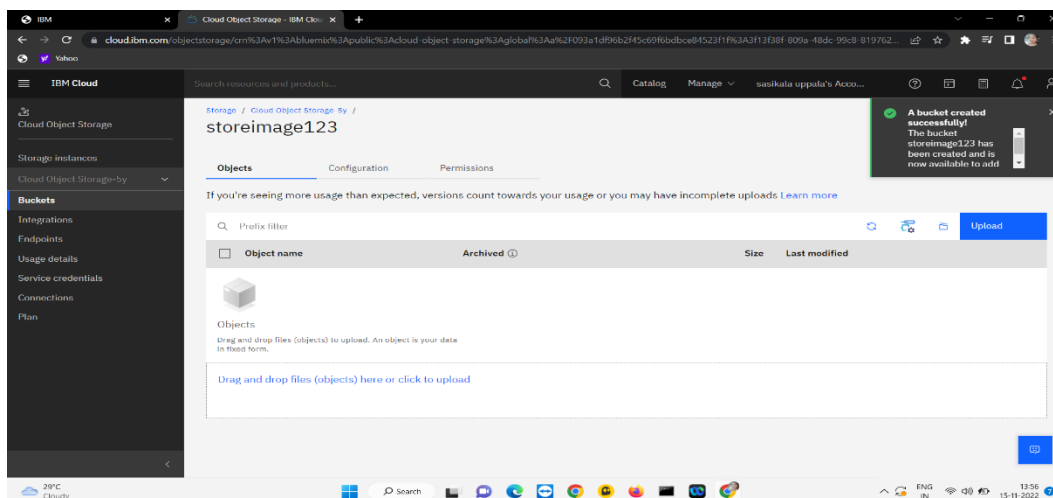 IBM
Cloud Object Storage - IBM Clou
cloud.ibm.com/objectstorage/crn%3Av1%3Abluemix%3Apublic%3Acloud-object-storage%3Aglobal%3Aa%2F093a1df96b2f45c69f6bdbce84523f1f%3A3f13f38f-809a-48dc-99c8-819762...
Yahoo
IBM Cloud
Search resources and products...
Catalog
Manage
sasikala uppala's Acco...
Cloud Object Storage
Storage instances
Cloud Object Storage-5y
Buckets
Integrations
Endpoints
Usage details
Service credentials
Connections
Plan
Storage / Cloud Object Storage-5y /
storeimage123
A bucket created
successfully!
The bucket
storeimage123 has
been created and is
now available to add
Objects Configuration Permissions
If you're seeing more usage than expected, versions count towards your usage or you may have incomplete uploads Learn more
Prefix filter
Upload
Object name Archived Size Last modified
Objects
Drag and drop files (objects) to upload. An object is your data
in fixed form.
Drag and drop files (objects) here or click to upload
29°C
Cloudy
Search
ENG
IN
13:56
15-11-2022